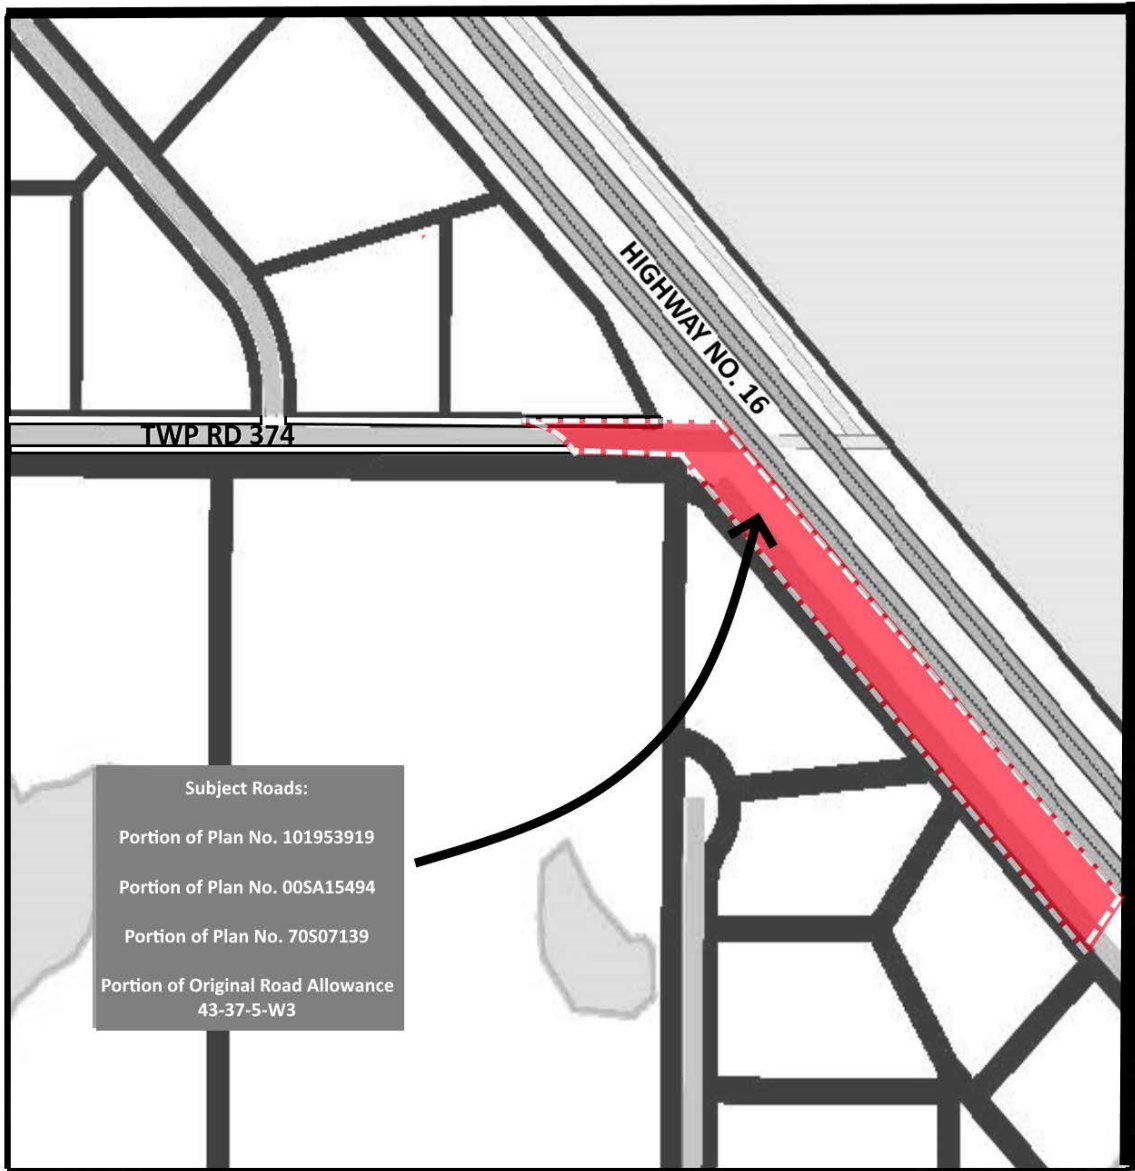 HIGHWAY NO. 16
TWP RD 374
Subject Roads:
Portion of Plan No. 101953919
Portion of Plan No. 00SA15494
Portion of Plan No. 70S07139
Portion of Original Road Allowance
43-37-5-W3